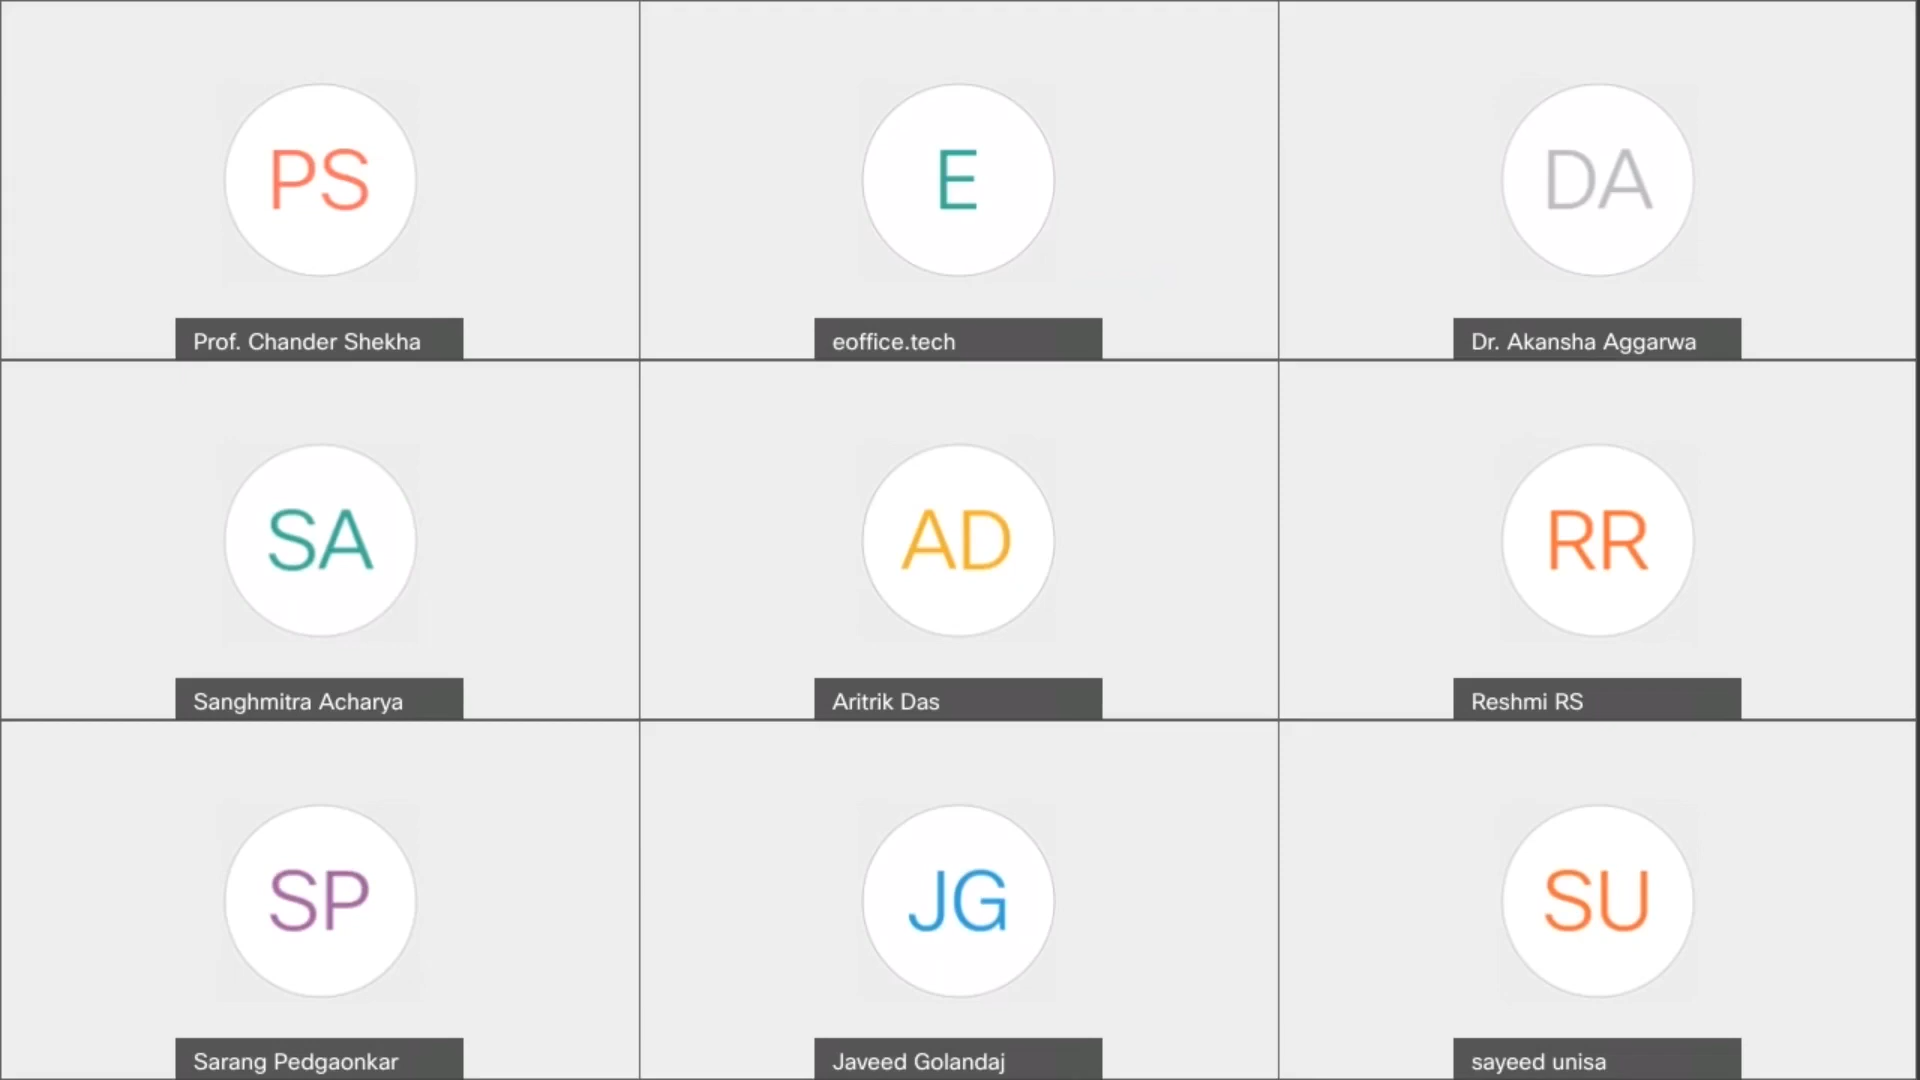 PS
E
DA
Prof. Chander Shekha
eoffice.tech
Dr. Akansha Aggarwa
SA
AD
RR
Sanghmitra Acharya
Aritrik Das
Reshmi RS
SP
JG
SU
Sarang Pedgaonkar
Javeed Golandaj
sayeed unisa